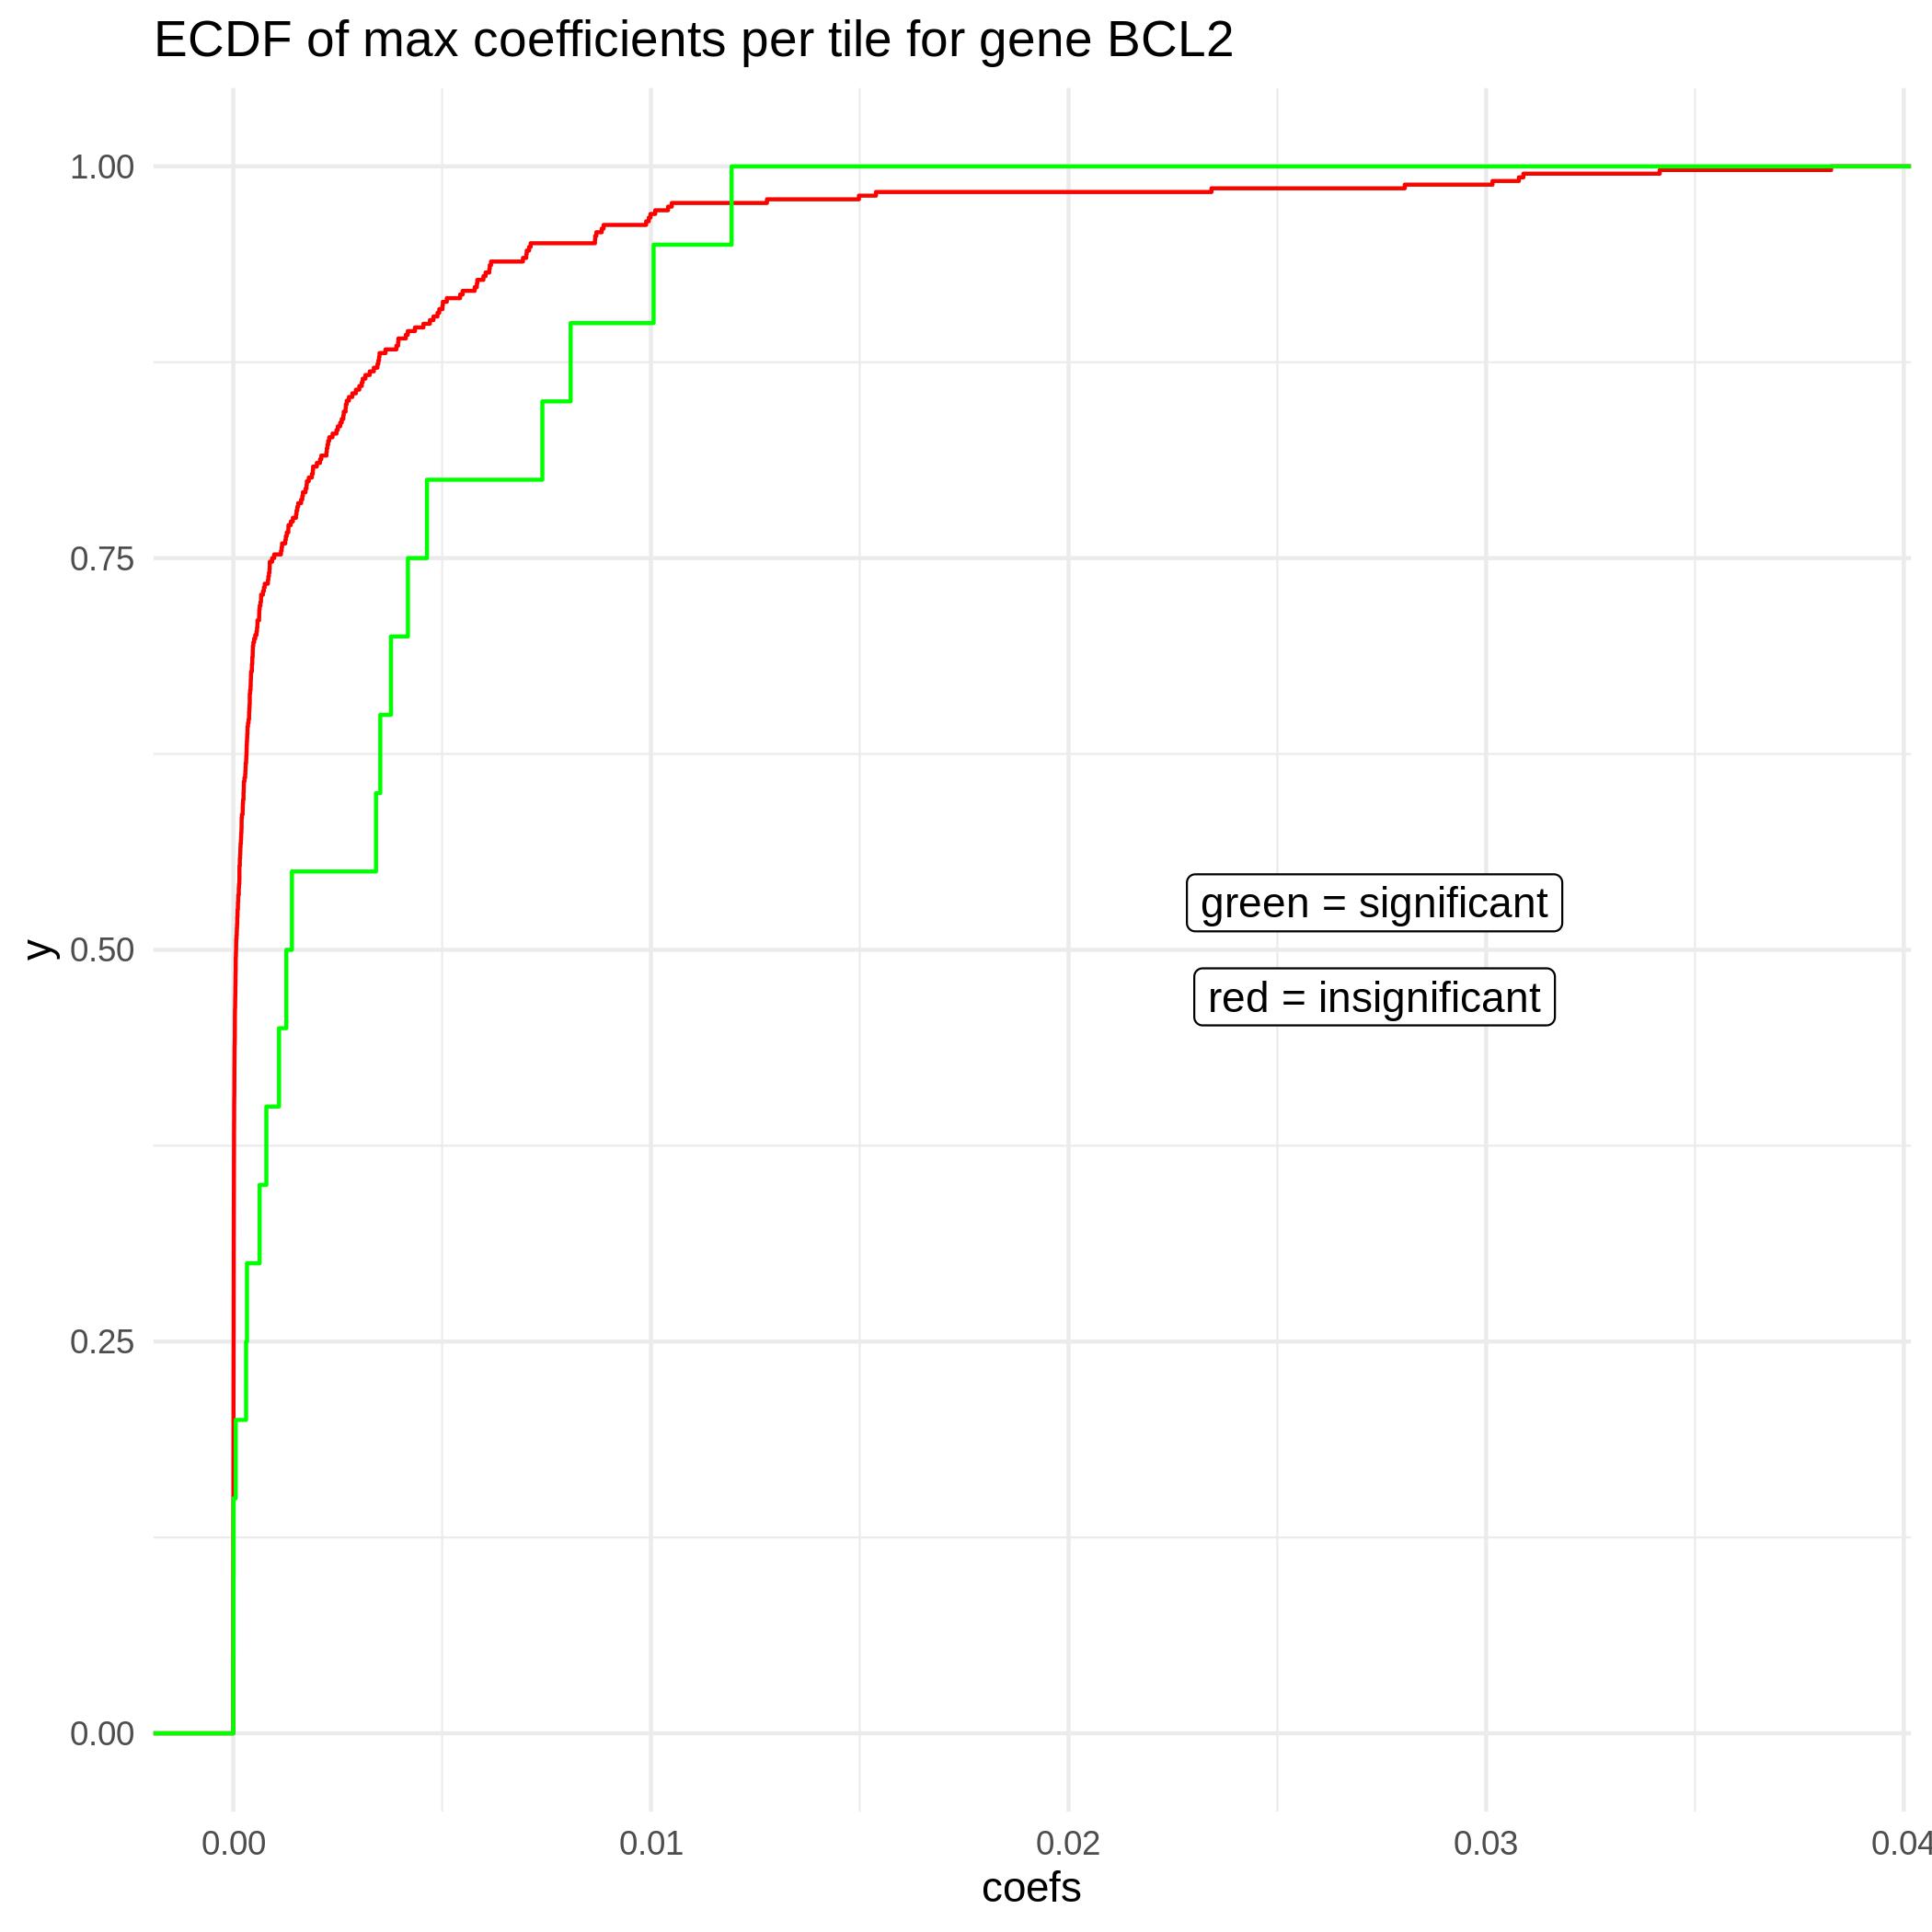 ECDF of max coefficients per tile for gene BCL2
1.00
0.75
0.50
0.25
0.00
y
green = significant
red = insignificant
0.00 0.01 0.02 0.03 0.04
coefs